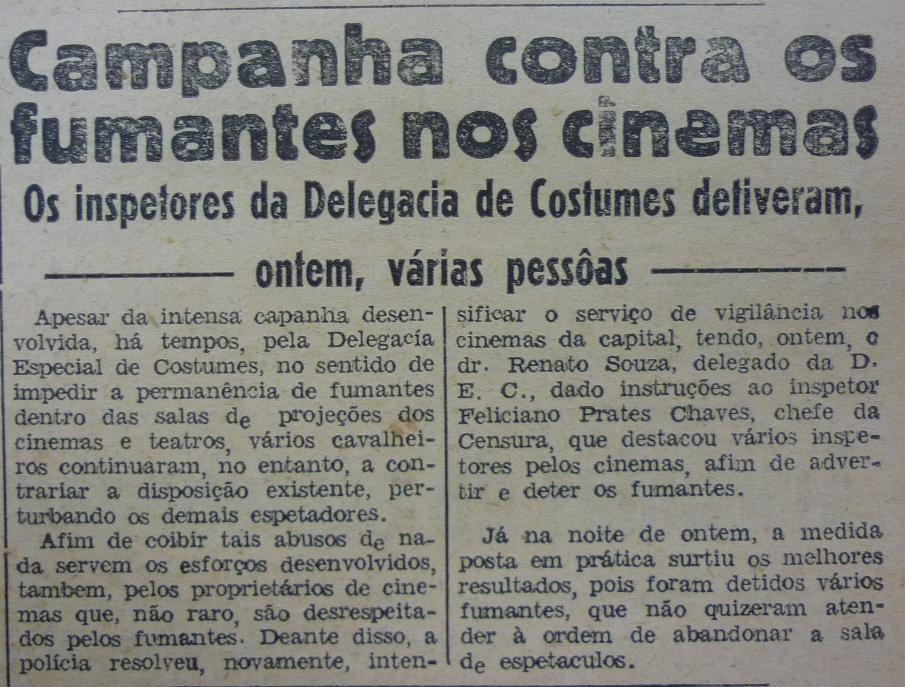 Campanha contra os
fumantes nos cinemas
Os inspetores da Delegacia de Costumes detiveram,
ontem, várias pessôas
Apesar da intensa capanha desen-
volvida, há tempos, pela Delegacía
Especial de Costumes, no sentido de
impedir a permanência de fumantes
dentro das salas de projeções dos
cinemas e teatros, vários cavalhei-
ros continuaram, no entanto, a con-
trariar a disposição existente, per-
turbando os demais espetadores.
Afim de coibir tais abusos de na-
da servem os esforços desenvolvidos,
tambem, pelos proprietários de cine-
mas que, não raro, são desrespeita-
dos pelos fumantes. Deante disso, a
polícia resolveu, novamente, inten-
sificar o serviço de vigilância nos
cinemas da capital, tendo, ontem, o
dr. Renato Souza, delegado da D.
E. C., dado instruções ao inspetor
Feliciano Prates Chaves, chefe da
Censura, que destacou vários inspe-
tores pelos cinemas, afim de adver-
tir e deter os fumantes.
Já na noite de ontem, a medida
posta em prática surtiu os melhores
resultados, pois foram detidos vários
fumantes, que não quizeram aten-
der à ordem de abandonar a sala
de espetaculos.